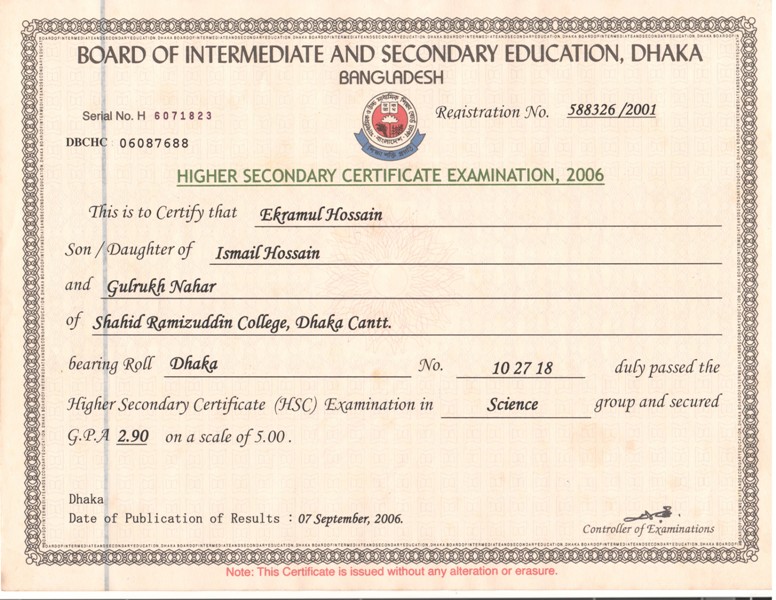 BOARD OF INTERMEDIATE AND SECONDARY EDUCATION, DHAKA
BANGLADESH
Serial No. H 6071823
Registration No. 588326 /2001
DBCHC 06087688
HIGHER SECONDARY CERTIFICATE EXAMINATION, 2006
This is to Certify that Ekramul Hossain
Son / Daughter of Ismail Hossain
and Gulrukh Nahar
of Shahid Ramizuddin College, Dhaka Cantt.
bearing Roll Dhaka No. 10 27 18 duly passed the
Higher Secondary Certificate (HSC) Examination in Science group and secured
G.P.A 2.90 on a scale of 5.00 .
Dhaka
Date of Publication of Results : 07 September, 2006.
Controller of Examinations
Note: This Certificate is issued without any alteration or erasure.